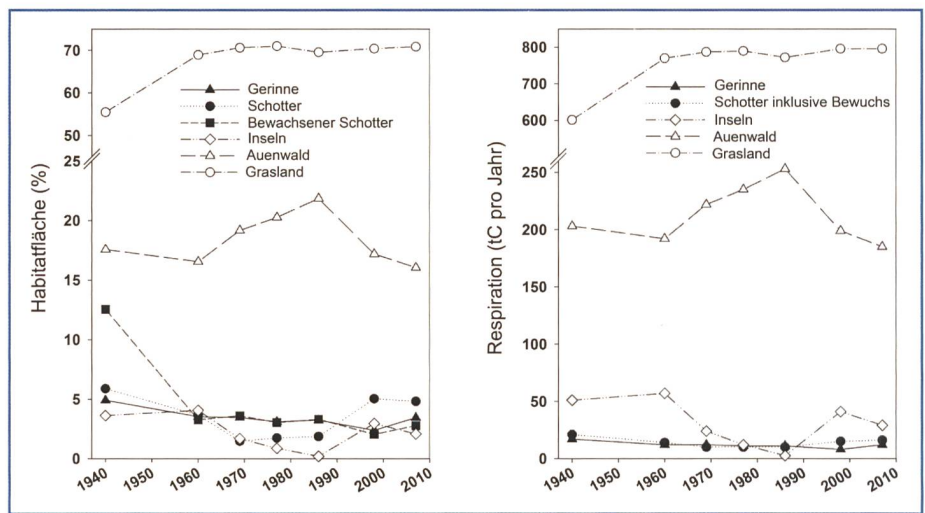 Habitatfläche (%)
70
60
50
25
20
15
10
5
0
Gerinne
Schotter
Bewachsener Schotter
Inseln
Auenwald
Grasland
1940
1950
1960
1970
1980
1990
2000
2010
Respiration (tC pro Jahr)
800
700
600
250
200
150
100
50
0
Gerinne
Schotter inklusive Bewuchs
Inseln
Auenwald
Grasland
1940
1950
1960
1970
1980
1990
2000
2010